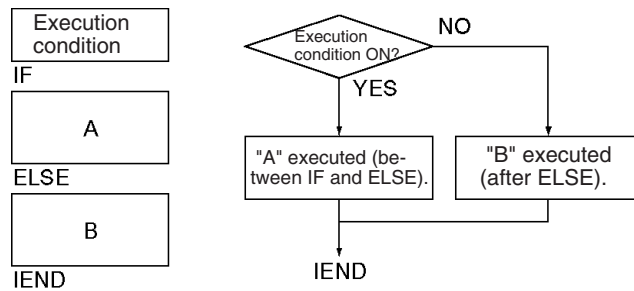 Execution
condition
IF
A
ELSE
B
IEND
Execution
condition ON?
NO
YES
"A" executed (be-
tween IF and ELSE).
"B" executed
(after ELSE).
IEND